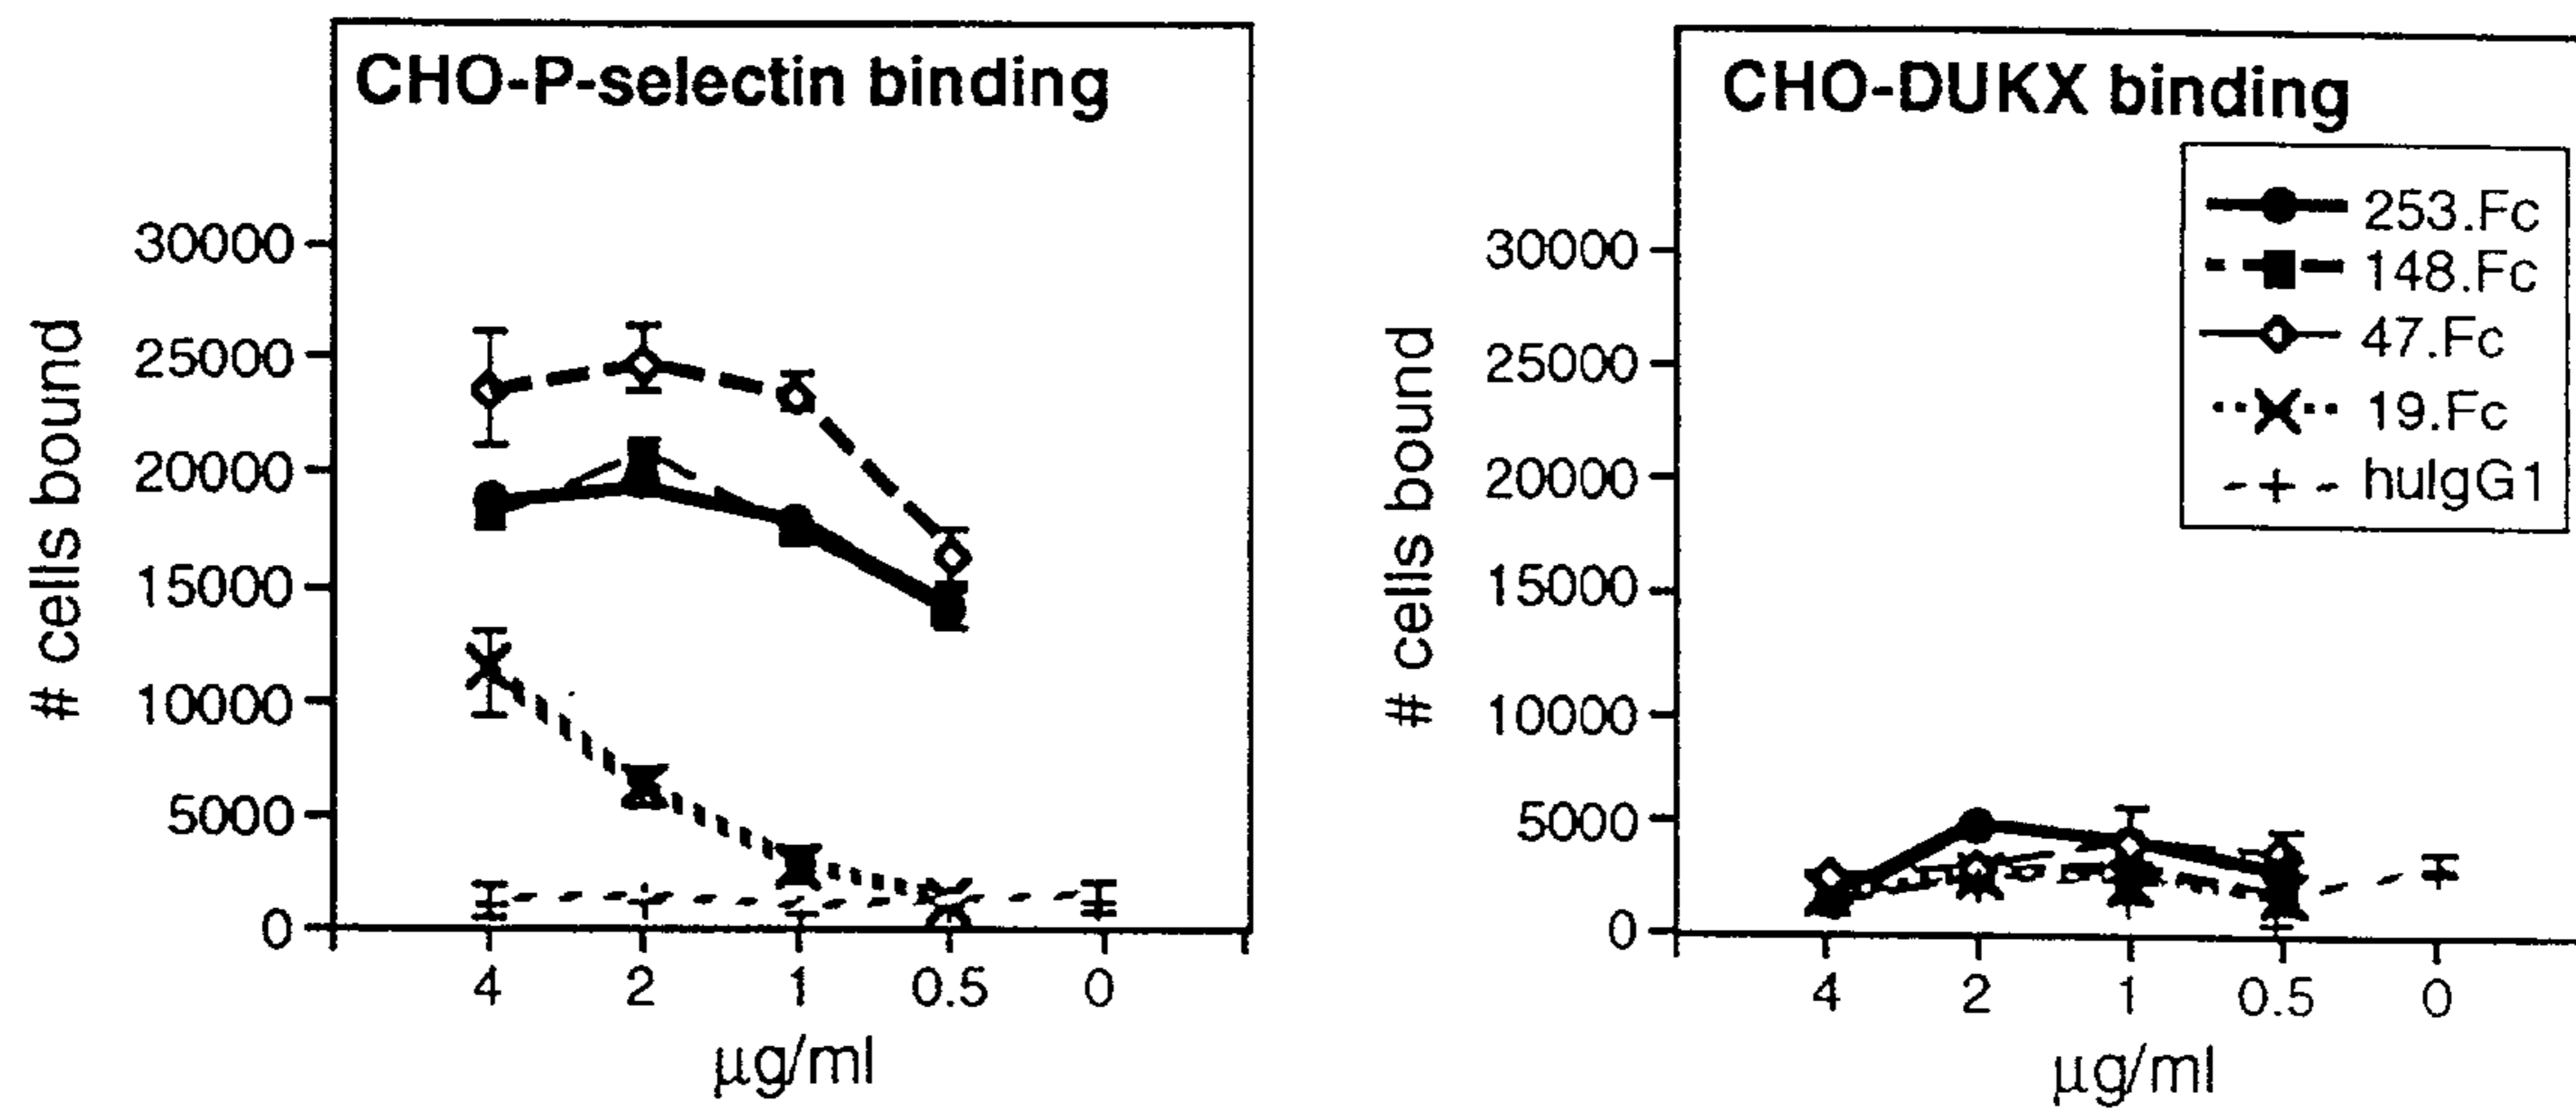 CHO-P-selectin binding
# cells bound
30000
25000
20000
15000
10000
5000
0
4 2 1 0.5 0
µg/ml
CHO-DUKX binding
# cells bound
30000
25000
20000
15000
10000
5000
0
4 2 1 0.5 0
µg/ml
253.Fc
148.Fc
47.Fc
19.Fc
huIgG1